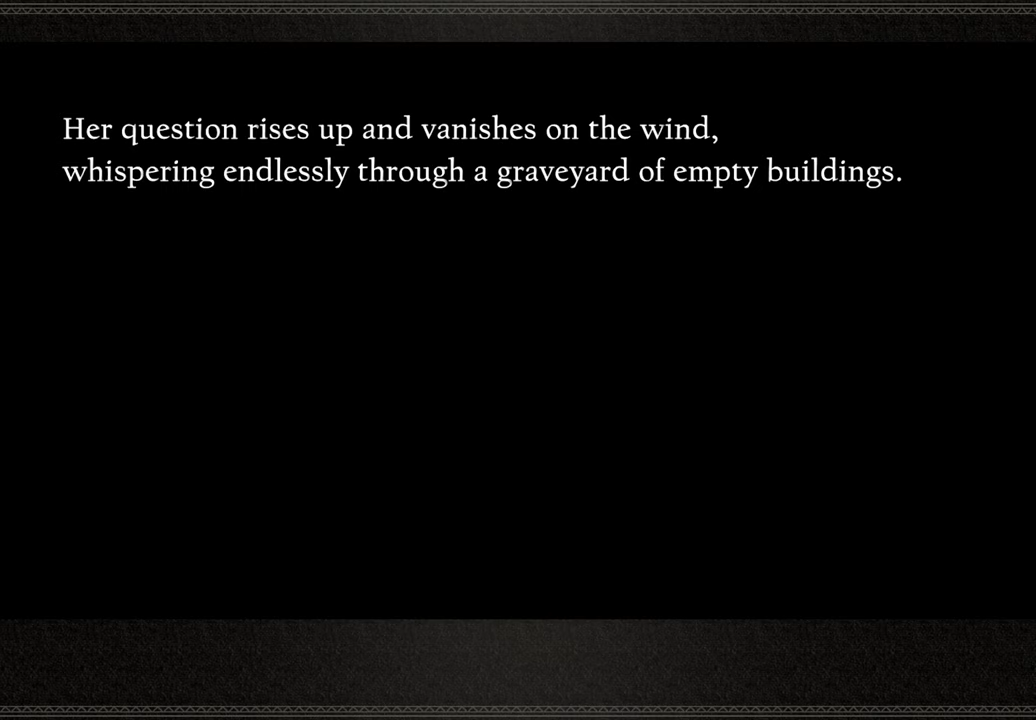 Her question rises up and vanishes on the wind,
whispering endlessly through a graveyard of empty buildings.